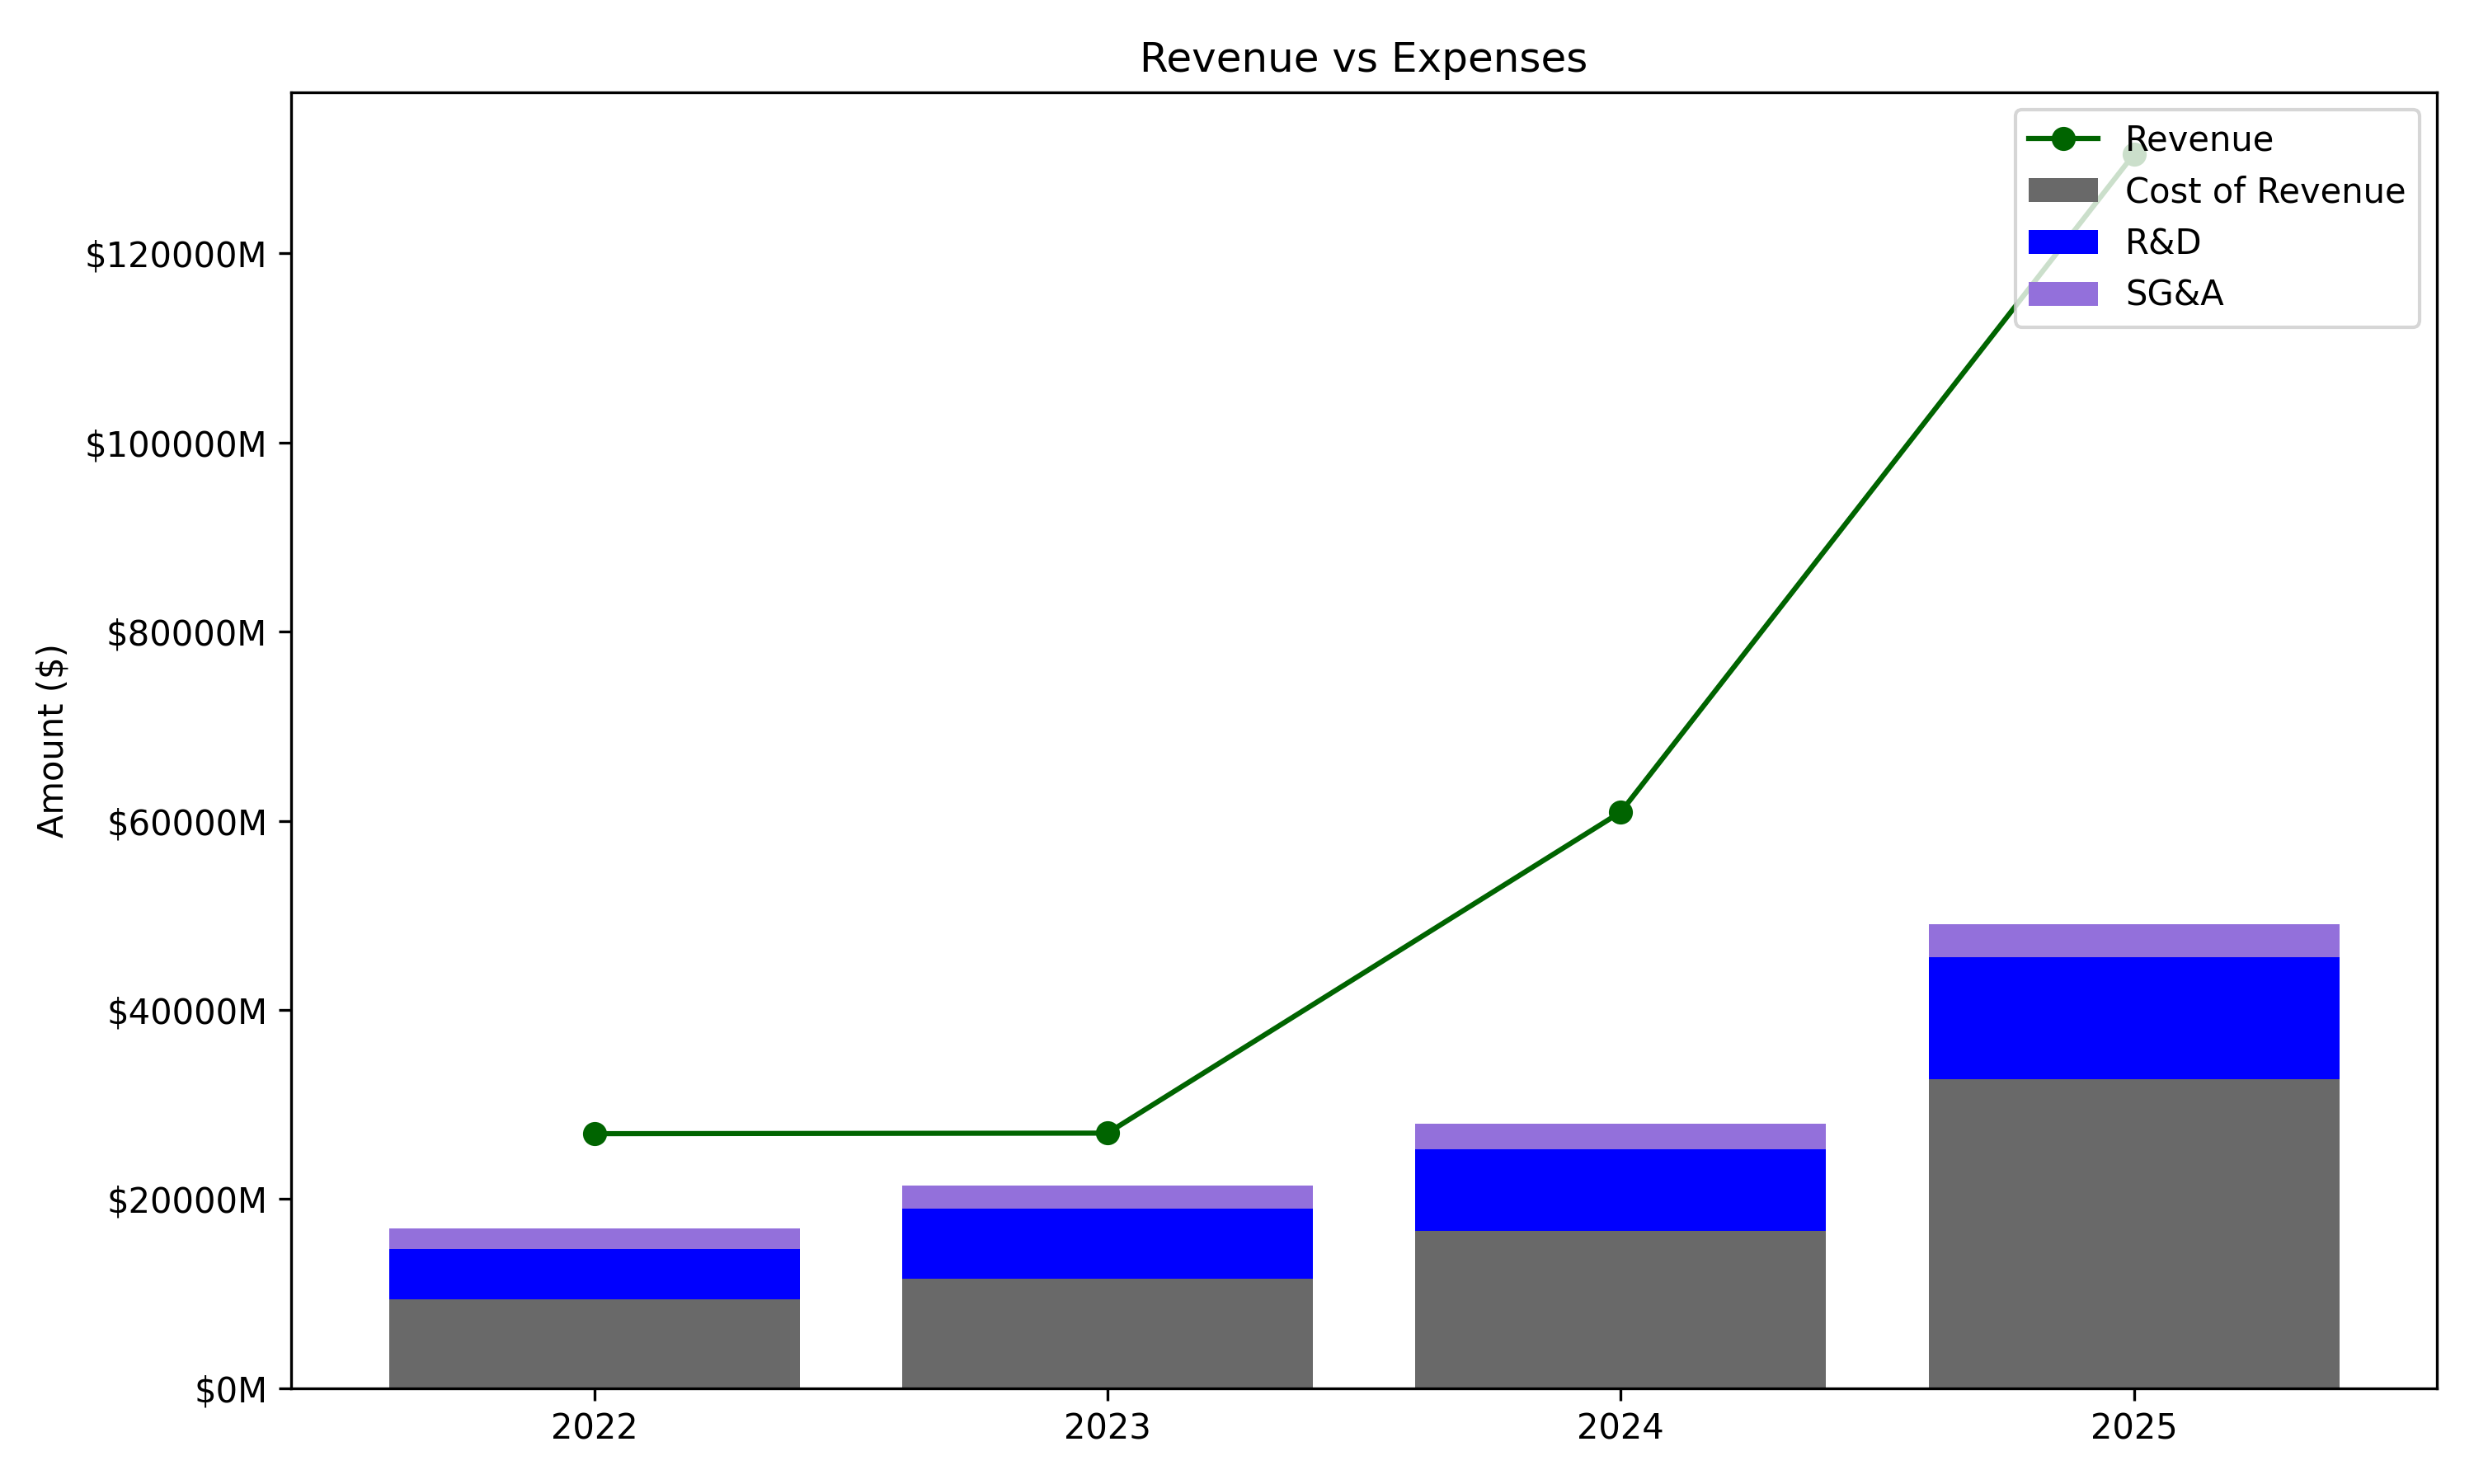 Revenue vs Expenses
Revenue
Cost of Revenue
R&D
SG&A
Amount ($)
$120000M
$100000M
$80000M
$60000M
$40000M
$20000M
$0M
2022
2023
2024
2025